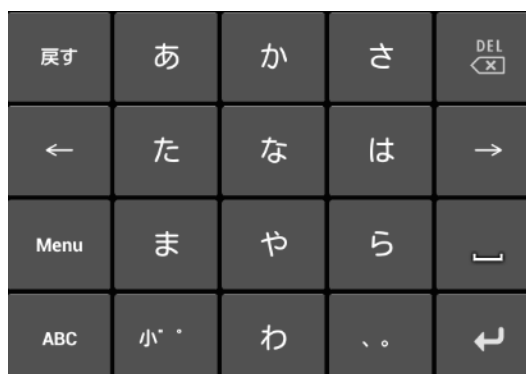 戻す あ か さ DEL
← た な は →
Menu ま や ら
ABC 小゛゜ わ 、。